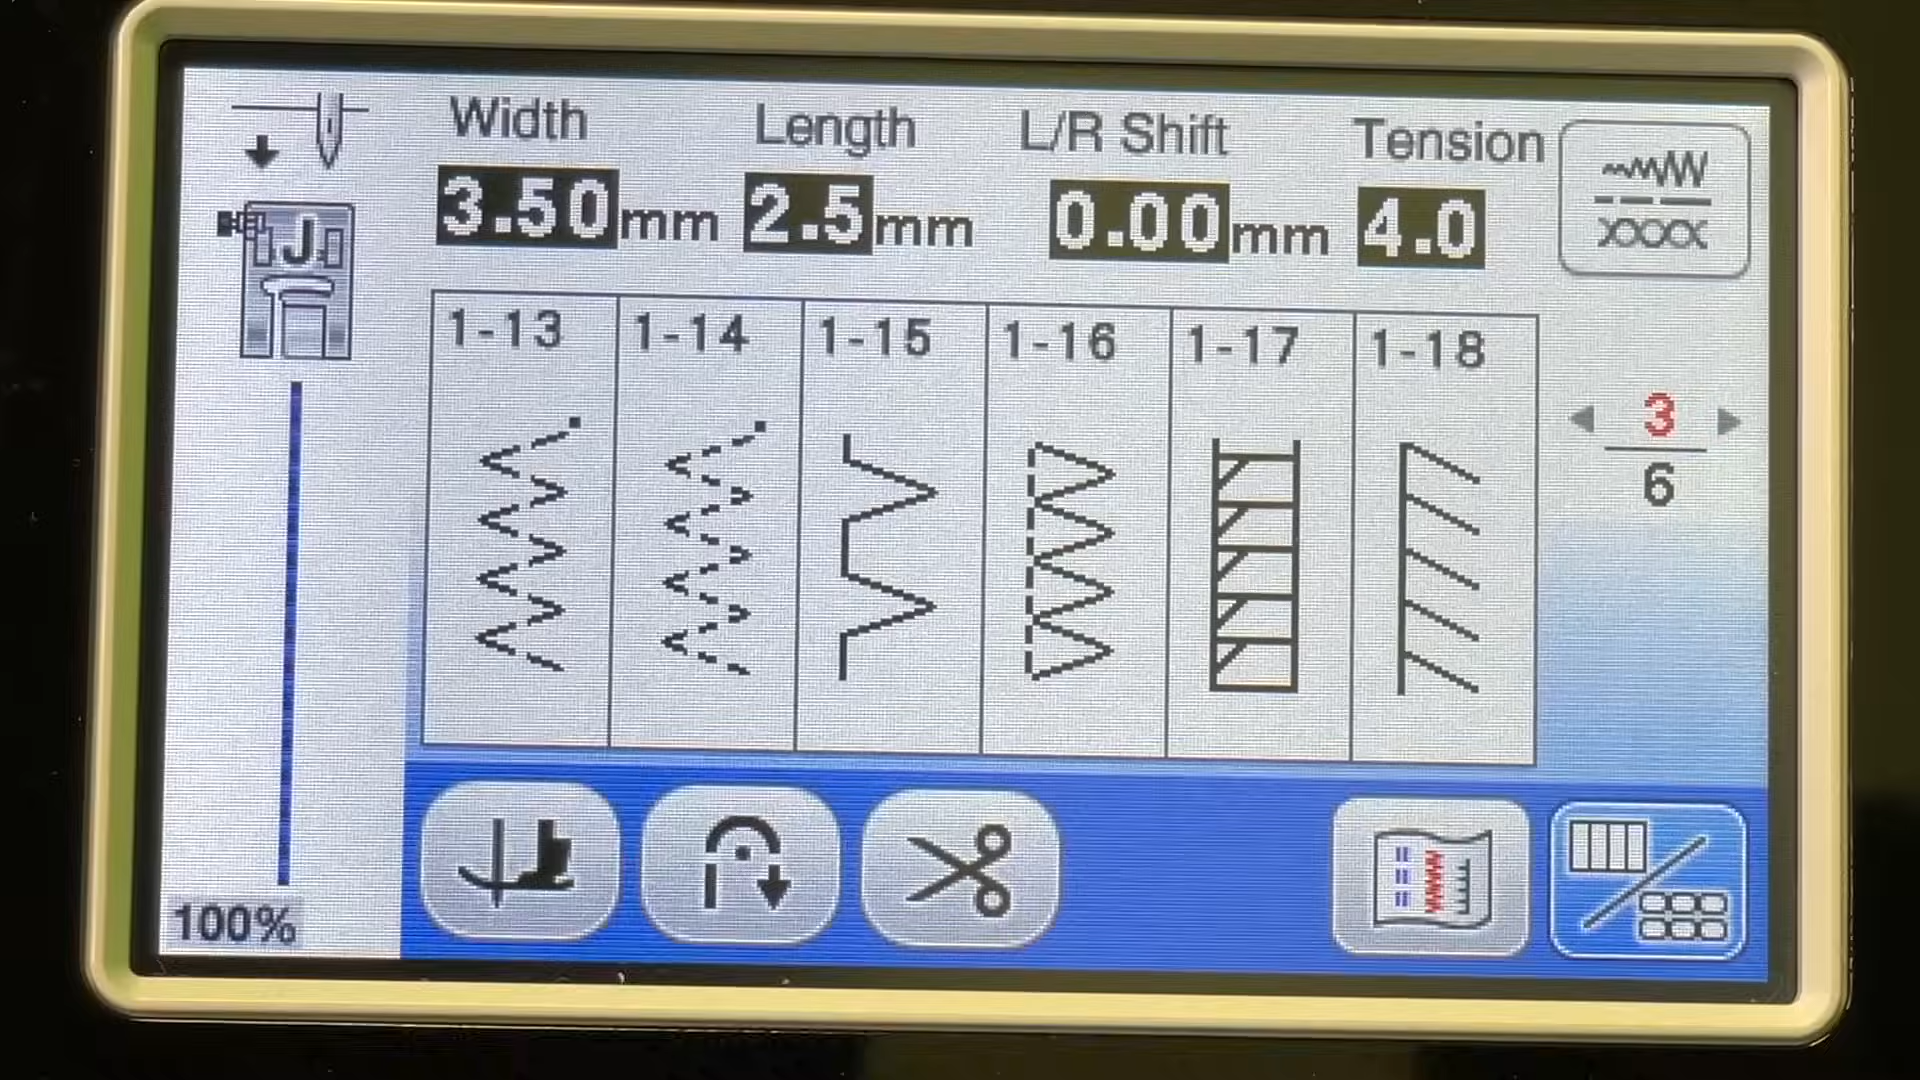 Width Length L/R Shift Tension
3.50mm 2.5mm 0.00mm 4.0
J
1-13 1-14 1-15 1-16 1-17 1-18
3
6
100%